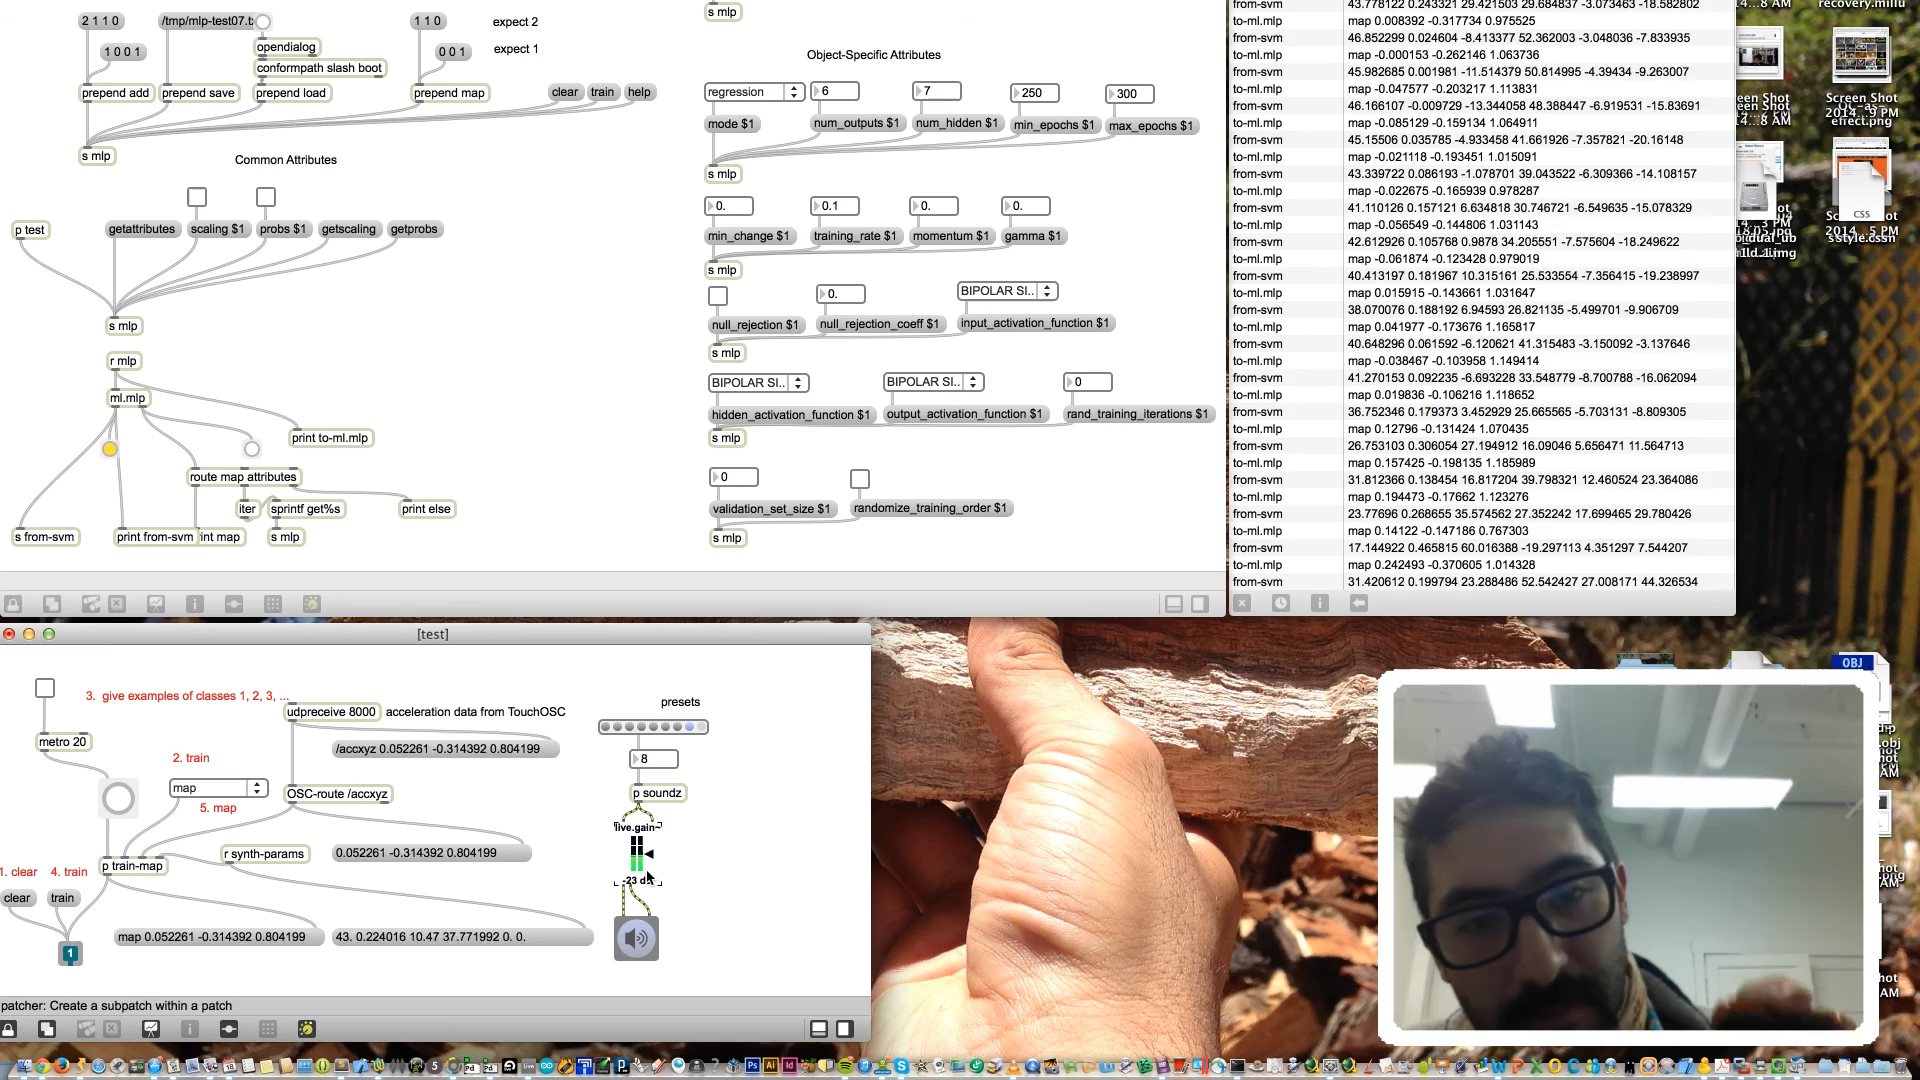 2 1 1 0
/tmp/mlp-test07.t
1 1 0
expect 2
1 0 0 1
opendialog
0 0 1
expect 1
conformpath slash boot
prepend add
prepend save
prepend load
prepend map
clear
train
help
s mlp
Common Attributes
p test
getattributes
scaling $1
probs $1
getscaling
getprobs
s mlp
r mlp
ml.mlp
print to-ml.mlp
route map attributes
iter
sprintf get%s
print else
s from-svm
print from-svm
int map
s mlp
s mlp
Object-Specific Attributes
regression
6
7
250
300
mode $1
num_outputs $1
num_hidden $1
min_epochs $1
max_epochs $1
s mlp
0.
0.1
0.
0.
min_change $1
training_rate $1
momentum $1
gamma $1
s mlp
0.
BIPOLAR SI..
null_rejection $1
null_rejection_coeff $1
input_activation_function $1
s mlp
BIPOLAR SI..
BIPOLAR SI..
0
hidden_activation_function $1
output_activation_function $1
rand_training_iterations $1
s mlp
0
validation_set_size $1
randomize_training_order $1
s mlp
from-svm 43.778122 0.243321 29.421503 29.684837 -3.073463 -18.582802
to-ml.mlp map 0.008392 -0.317734 0.975525
from-svm 46.852299 0.024604 -8.413377 52.362003 -3.048036 -7.833935
to-ml.mlp map -0.000153 -0.262146 1.063736
from-svm 45.982685 0.001981 -11.514379 50.814995 -4.39434 -9.263007
to-ml.mlp map -0.047577 -0.203217 1.113831
from-svm 46.166107 -0.009729 -13.344058 48.388447 -6.919531 -15.83691
to-ml.mlp map -0.085129 -0.159134 1.064911
from-svm 45.15506 0.035785 -4.933458 41.661926 -7.357821 -20.16148
to-ml.mlp map -0.021118 -0.193451 1.015091
from-svm 43.339722 0.086193 -1.078701 39.043522 -6.309366 -14.108157
to-ml.mlp map -0.022675 -0.165939 0.978287
from-svm 41.110126 0.157121 6.634818 30.746721 -6.549635 -15.078329
to-ml.mlp map -0.056549 -0.144806 1.031143
from-svm 42.612926 0.105768 0.9878 34.205551 -7.575604 -18.249622
to-ml.mlp map -0.061874 -0.123428 0.979019
from-svm 40.413197 0.181967 10.315161 25.533554 -7.356415 -19.238997
to-ml.mlp map 0.015915 -0.143661 1.031647
from-svm 38.070076 0.188192 6.94593 26.821135 -5.499701 -9.906709
to-ml.mlp map 0.041977 -0.173676 1.165817
from-svm 40.648296 0.061592 -6.120621 41.315483 -3.150092 -3.137646
to-ml.mlp map -0.038467 -0.103958 1.149414
from-svm 41.270153 0.092235 -6.693228 33.548779 -8.700788 -16.062094
to-ml.mlp map 0.019836 -0.106216 1.118652
from-svm 36.752346 0.179373 3.452929 25.665565 -5.703131 -8.809305
to-ml.mlp map 0.12796 -0.131424 1.070435
from-svm 26.753103 0.306054 27.194912 16.09046 5.656471 11.564713
to-ml.mlp map 0.157425 -0.198135 1.185989
from-svm 31.812366 0.138454 16.817204 39.798321 12.460524 23.364086
to-ml.mlp map 0.194473 -0.17662 1.123276
from-svm 23.77696 0.268655 35.574562 27.352242 17.699465 29.780426
to-ml.mlp map 0.14122 -0.147186 0.767303
from-svm 17.144922 0.465815 60.016388 -19.297113 4.351297 7.544207
to-ml.mlp map 0.242493 -0.370605 1.014328
from-svm 31.420612 0.199794 23.288486 52.542427 27.008171 44.326534
Screen Shot
2014...9 PM
effect.png
CSS
2014...5 PM
[test]
3. give examples of classes 1, 2, 3, ...
udpreceive 8000
acceleration data from TouchOSC
presets
metro 20
/accxyz 0.052261 -0.314392 0.804199
2. train
8
map
OSC-route /accxyz
p soundz
5. map
live.gain~
r synth-params
0.052261 -0.314392 0.804199
p train-map
1. clear
4. train
-23 d
clear
train
map 0.052261 -0.314392 0.804199
43. 0.224016 10.47 37.771992 0. 0.
1
patcher: Create a subpatch within a patch
OBJ